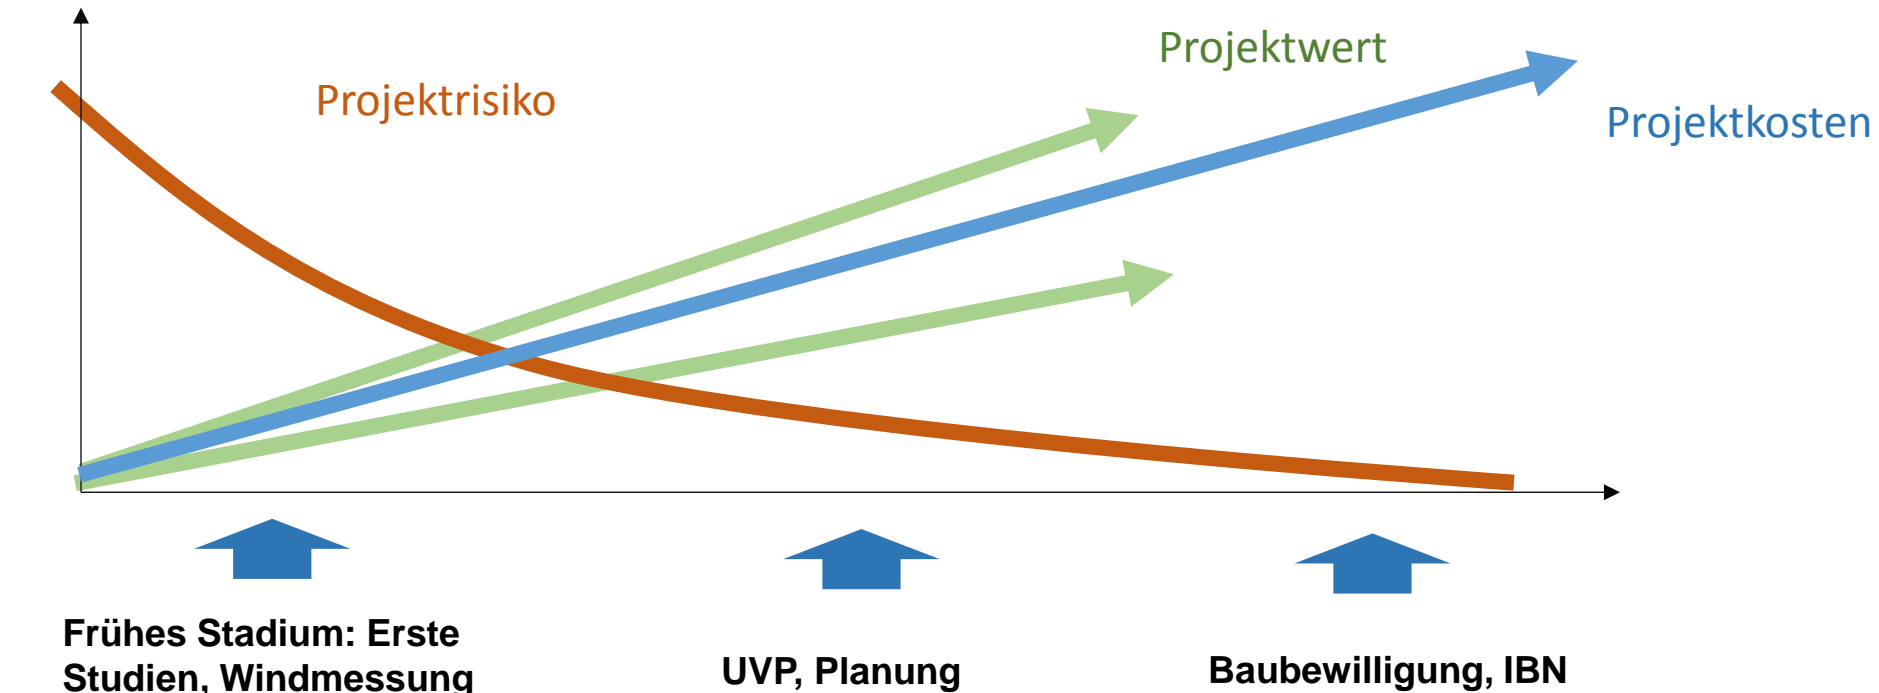 Projektwert
Projektrisiko
Projektkosten
Frühes Stadium: Erste
Studien, Windmessung
UVP, Planung
Baubewilligung, IBN